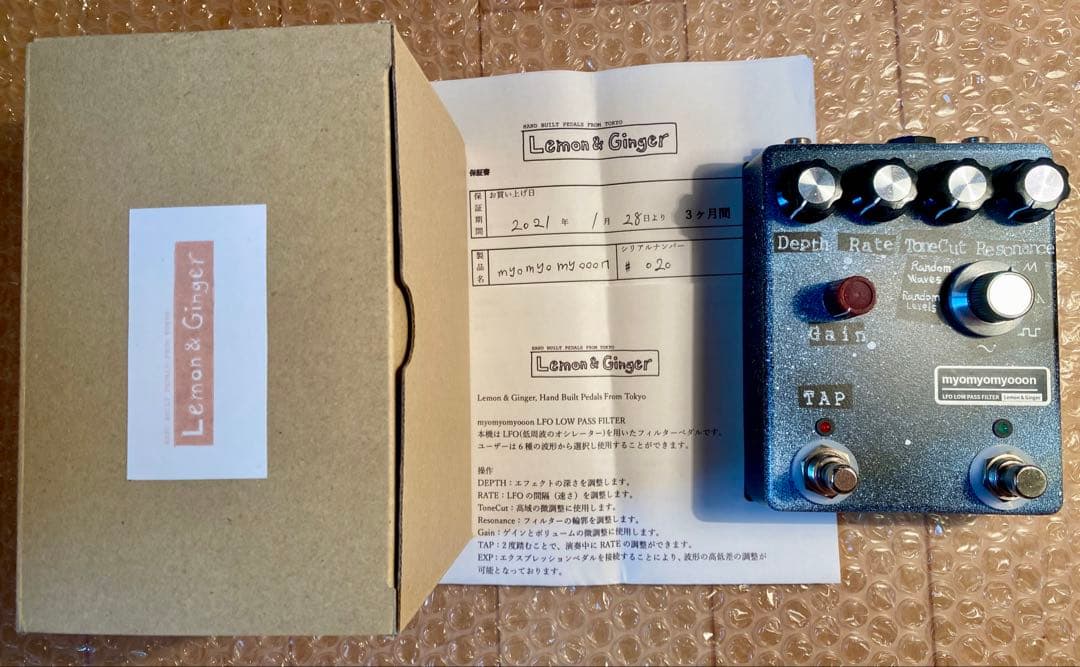 Lemon & Ginger
HAND BUILT PEDALS FROM TOKYO
HAND BUILT PEDALS FROM TOKYO
Lemon & Ginger
保証書
保証期間
お買い上げ日
2021 年 1 月 28 日より 3ヶ月間
製品名
myomyomyooon
シリアルナンバー
# 020
HAND BUILT PEDALS FROM TOKYO
Lemon & Ginger
Lemon & Ginger, Hand Built Pedals From Tokyo
myomyomyooon LFO LOW PASS FILTER
本機はLFO(低周波のオシレーター)を用いたフィルターペダルです。
ユーザーは6種の波形から選択し使用することができます。
操作
DEPTH：エフェクトの深さを調整します。
RATE：LFOの間隔（速さ）を調整します。
ToneCut：高域の微調整に使用します。
Resonance：フィルターの輪郭を調整します。
Gain：ゲインとボリュームの微調整に使用します。
TAP：2度踏むことで、演奏中にRATEの調整ができます。
EXP：エクスプレッションペダルを接続することにより、波形の高低差の調整が
可能となっております。
Depth Rate ToneCut Resonance
Random
Waves
Random
Levels
Gain
myomyomyooon
LFO LOW PASS FILTER Lemon & Ginger
TAP